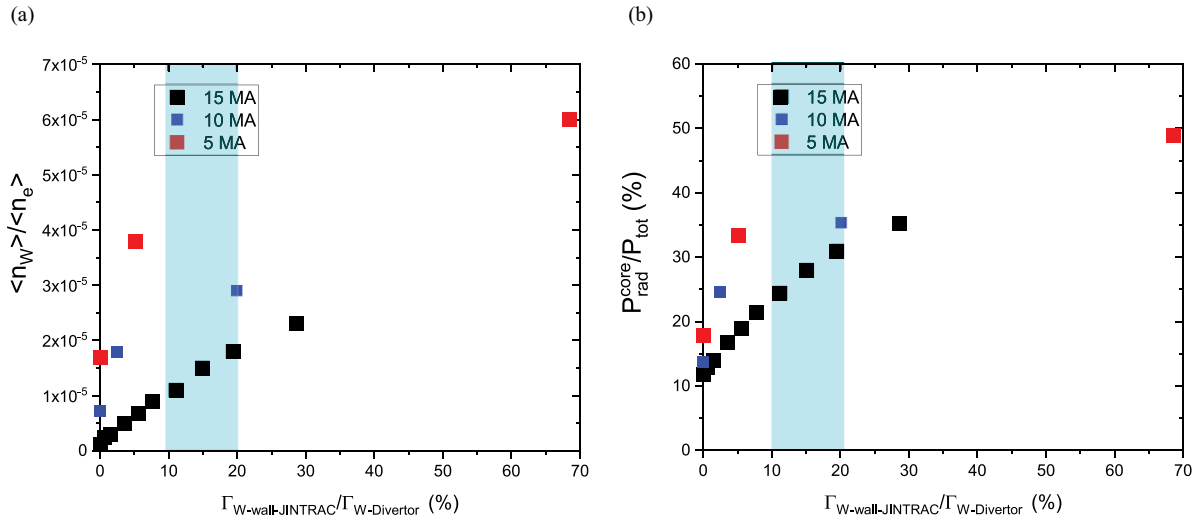 (a)
7x10⁻⁵
6x10⁻⁵
5x10⁻⁵
4x10⁻⁵
3x10⁻⁵
2x10⁻⁵
1x10⁻⁵
0
<n_W>/<n_e>
15 MA
10 MA
5 MA
0 10 20 30 40 50 60 70
Γ_W-wall-JINTRAC/Γ_W-Divertor (%)
(b)
60
50
40
30
20
10
0
P_rad^core/P_tot (%)
15 MA
10 MA
5 MA
0 10 20 30 40 50 60 70
Γ_W-wall-JINTRAC/Γ_W-Divertor (%)